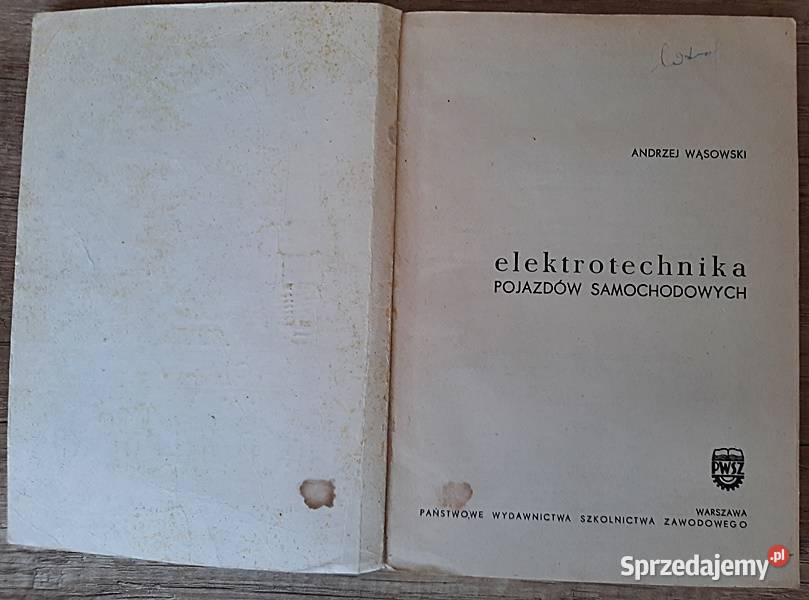 ANDRZEJ WĄSOWSKI
elektrotechnika
POJAZDÓW SAMOCHODOWYCH
PWSZ
WARSZAWA
PAŃSTWOWE WYDAWNICTWA SZKOLNICTWA ZAWODOWEGO
Sprzedajemy.pl